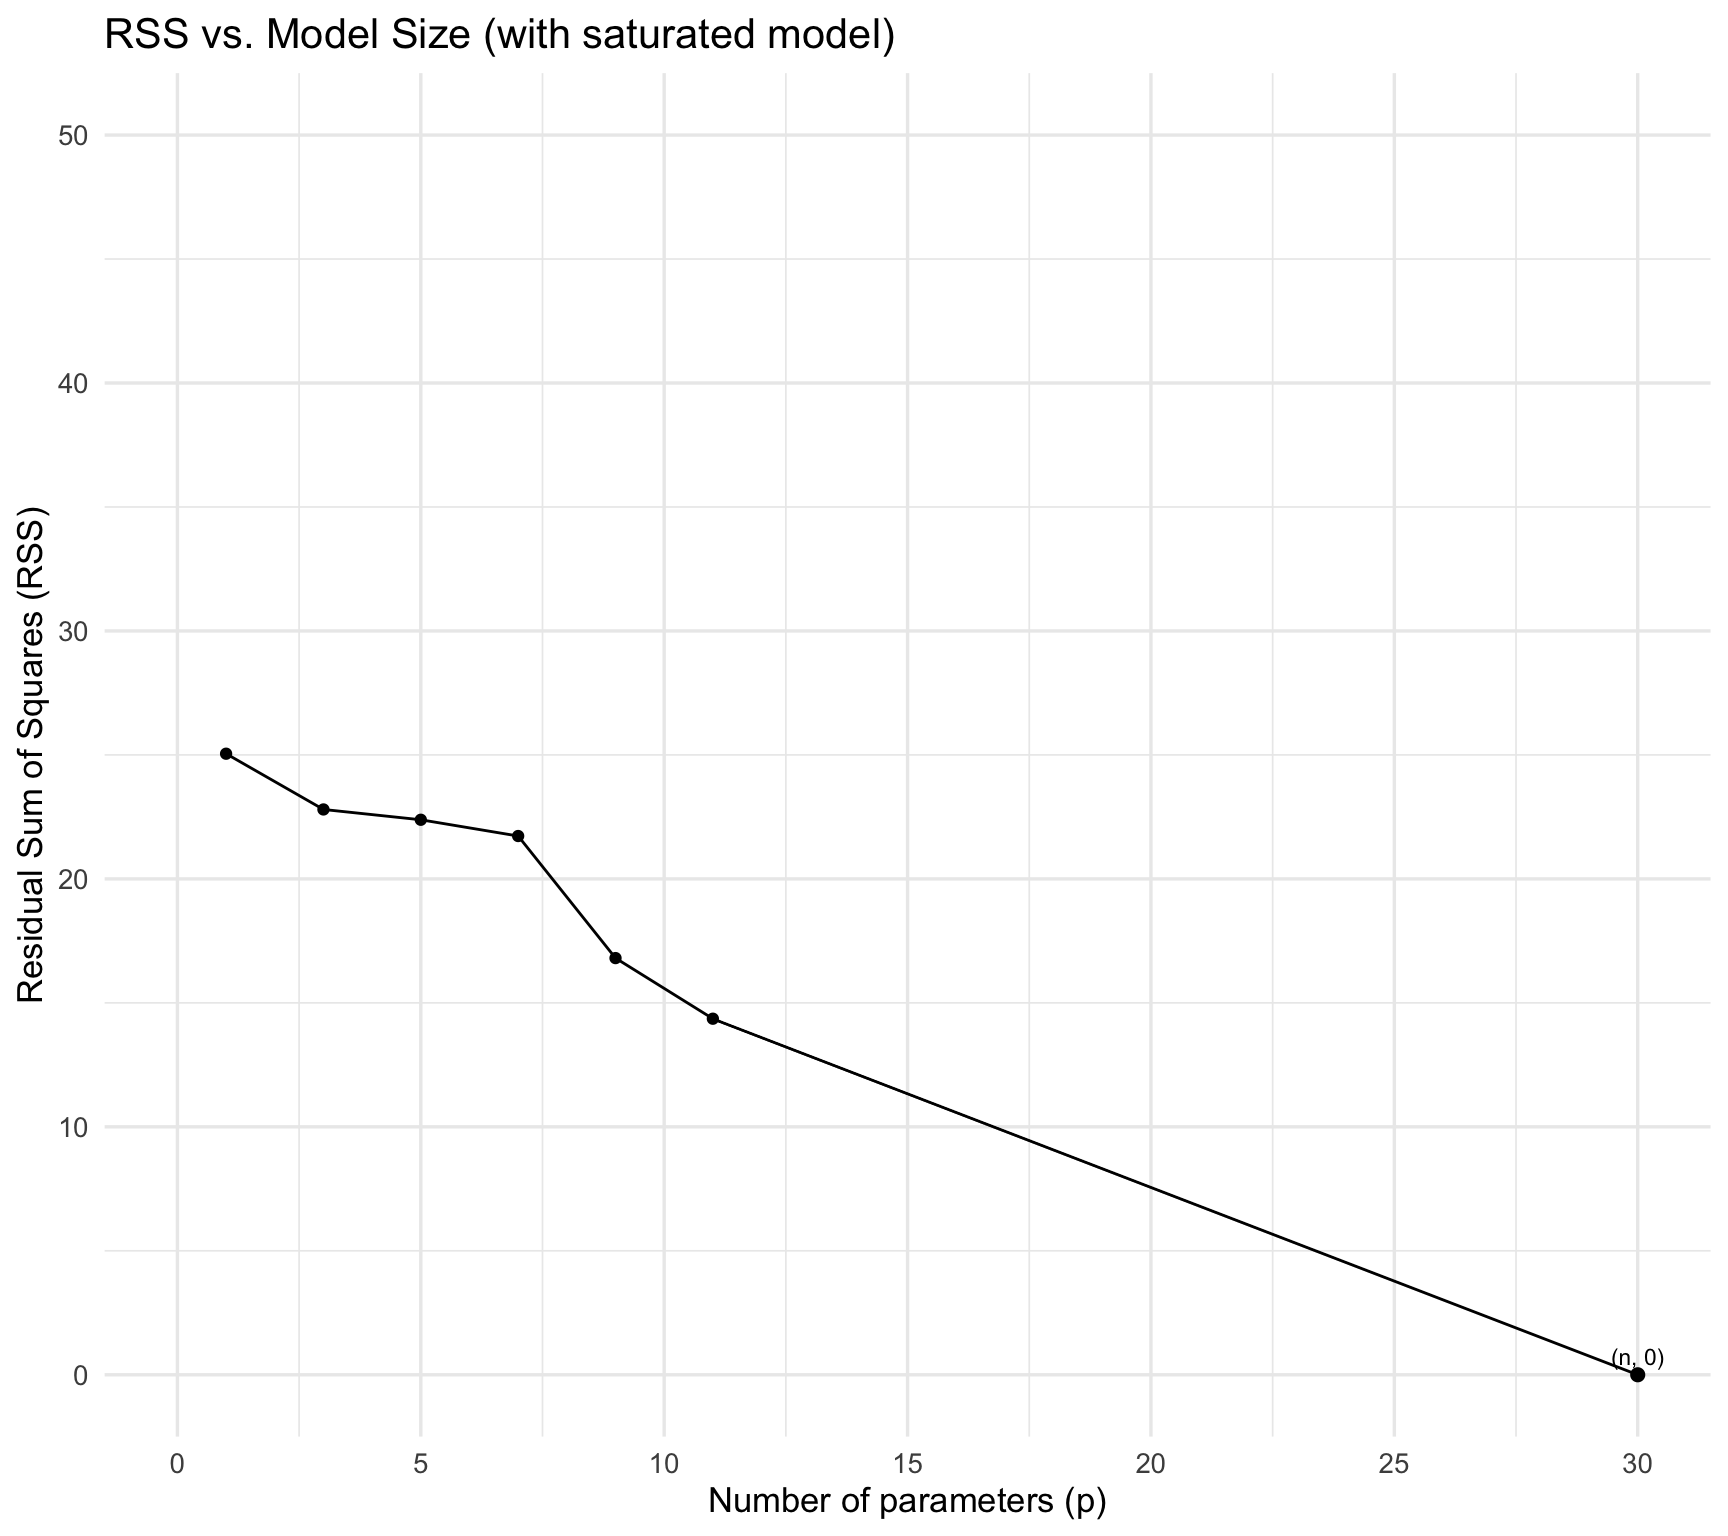 RSS vs. Model Size (with saturated model)
Residual Sum of Squares (RSS)
50
40
30
20
10
0
(n, 0)
0 5 10 15 20 25 30
Number of parameters (p)